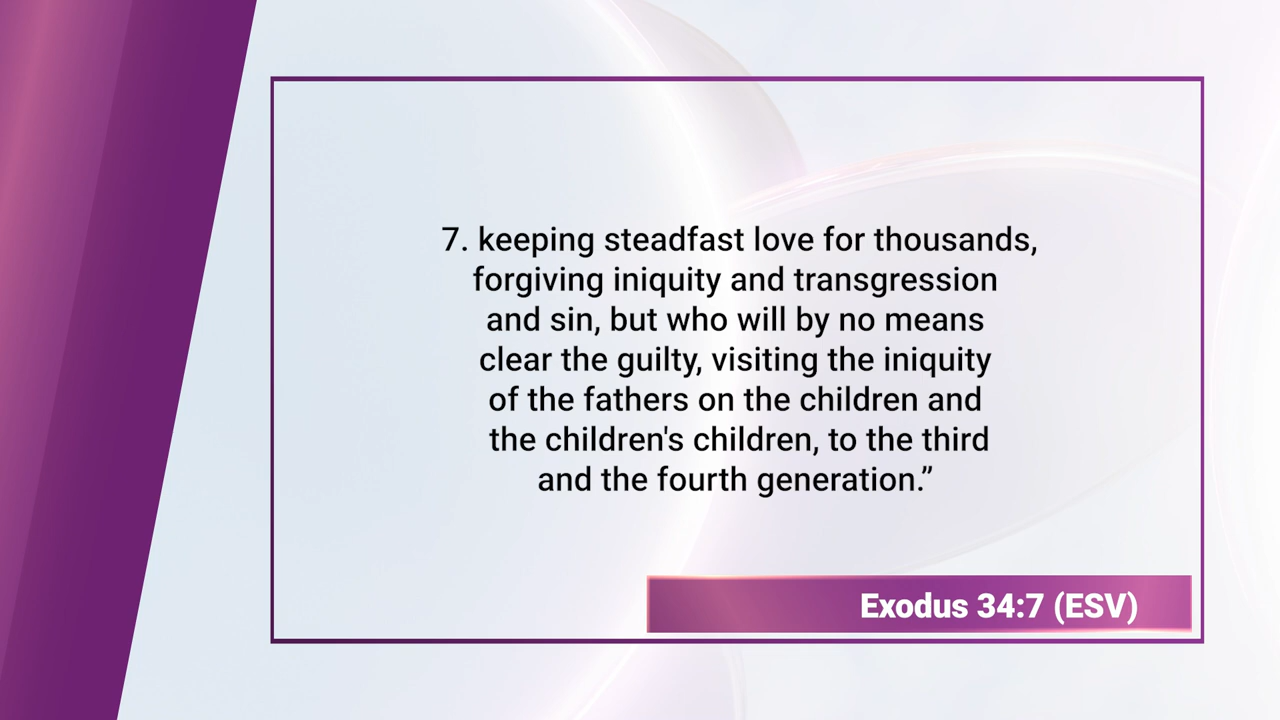 7. keeping steadfast love for thousands,
forgiving iniquity and transgression
and sin, but who will by no means
clear the guilty, visiting the iniquity
of the fathers on the children and
the children's children, to the third
and the fourth generation.”
Exodus 34:7 (ESV)